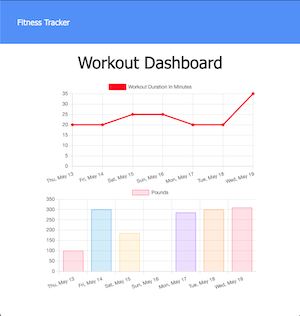 Fitness Tracker
Workout Dashboard
Workout Duration In Minutes
35
30
25
20
15
10
5
0
Thu, May 13
Fri, May 14
Sat, May 15
Sun, May 16
Mon, May 17
Tue, May 18
Wed, May 19
Pounds
350
300
250
200
150
100
50
0
Thu, May 13
Fri, May 14
Sat, May 15
Sun, May 16
Mon, May 17
Tue, May 18
Wed, May 19